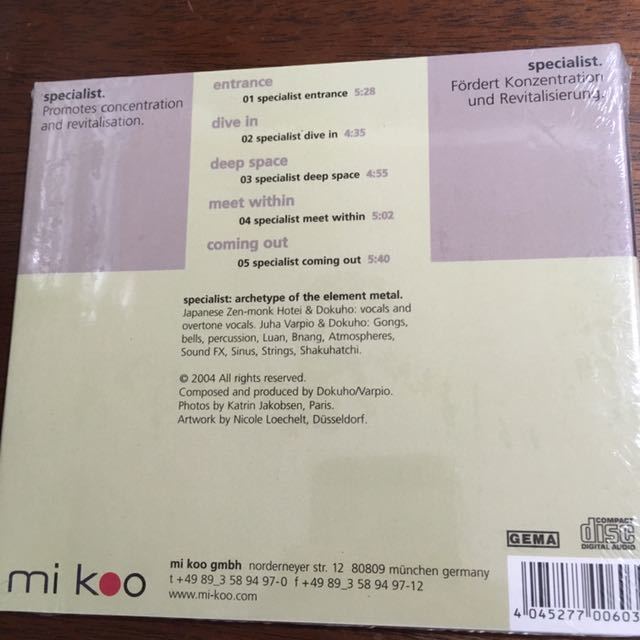 specialist.
Promotes concentration
and revitalisation.
entrance
01 specialist entrance 5:28
dive in
02 specialist dive in 4:35
deep space
03 specialist deep space 4:55
meet within
04 specialist meet within 5:02
coming out
05 specialist coming out 5:40
specialist.
Fördert Konzentration
und Revitalisierung.
specialist: archetype of the element metal.
Japanese Zen-monk Hotei & Dokuho: vocals and
overtone vocals. Juha Varpio & Dokuho: Gongs,
bells, percussion, Luan, Bnang, Atmospheres,
Sound FX, Sinus, Strings, Shakuhatchi.
© 2004 All rights reserved.
Composed and produced by Dokuho/Varpio.
Photos by Katrin Jakobsen, Paris.
Artwork by Nicole Loechelt, Düsseldorf.
GEMA
COMPACT
disc
DIGITAL AUDIO
mi koo
mi koo gmbh norderneyer str. 12 80809 münchen germany
t +49 89_3 58 94 97-0 f +49 89_3 58 94 97-12
www.mi-koo.com
4 045277 00603